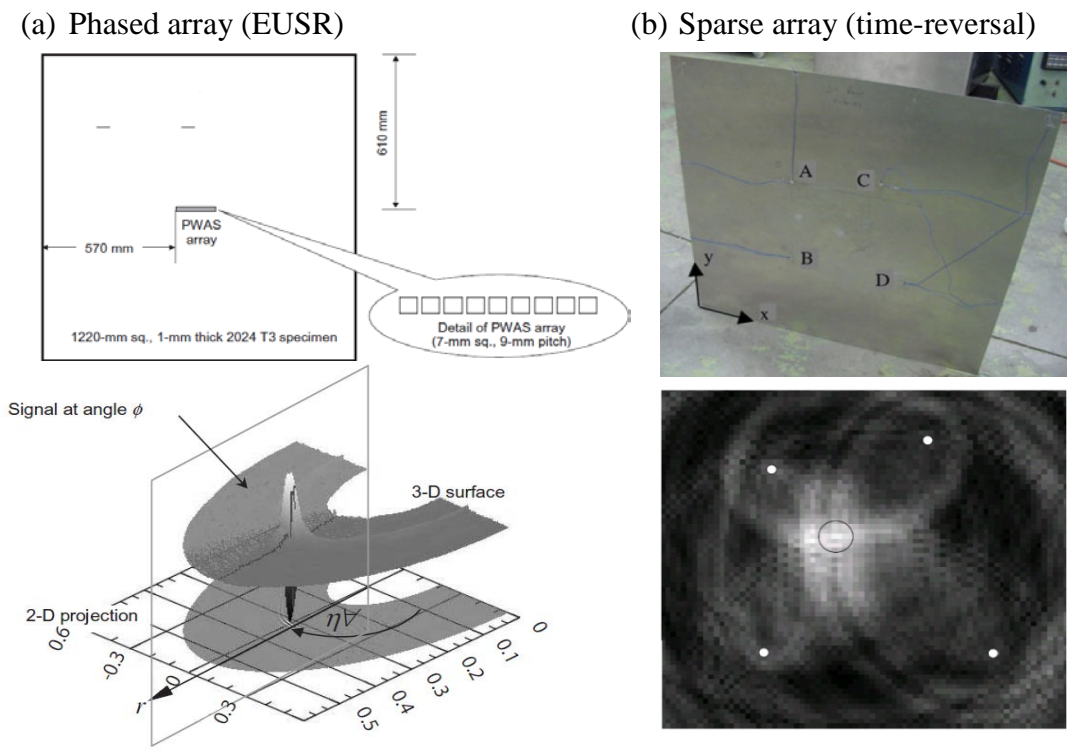 (a) Phased array (EUSR)
610 mm
PWAS
array
570 mm
Detail of PWAS array
(7-mm sq., 9-mm pitch)
1220-mm sq., 1-mm thick 2024 T3 specimen
Signal at angle ϕ
3-D surface
2-D projection
Δη
0.6
-0.3
0
0.3
r
0.5
0.4
0.3
0.2
0.1
0
(b) Sparse array (time-reversal)
A
C
B
D
y
x